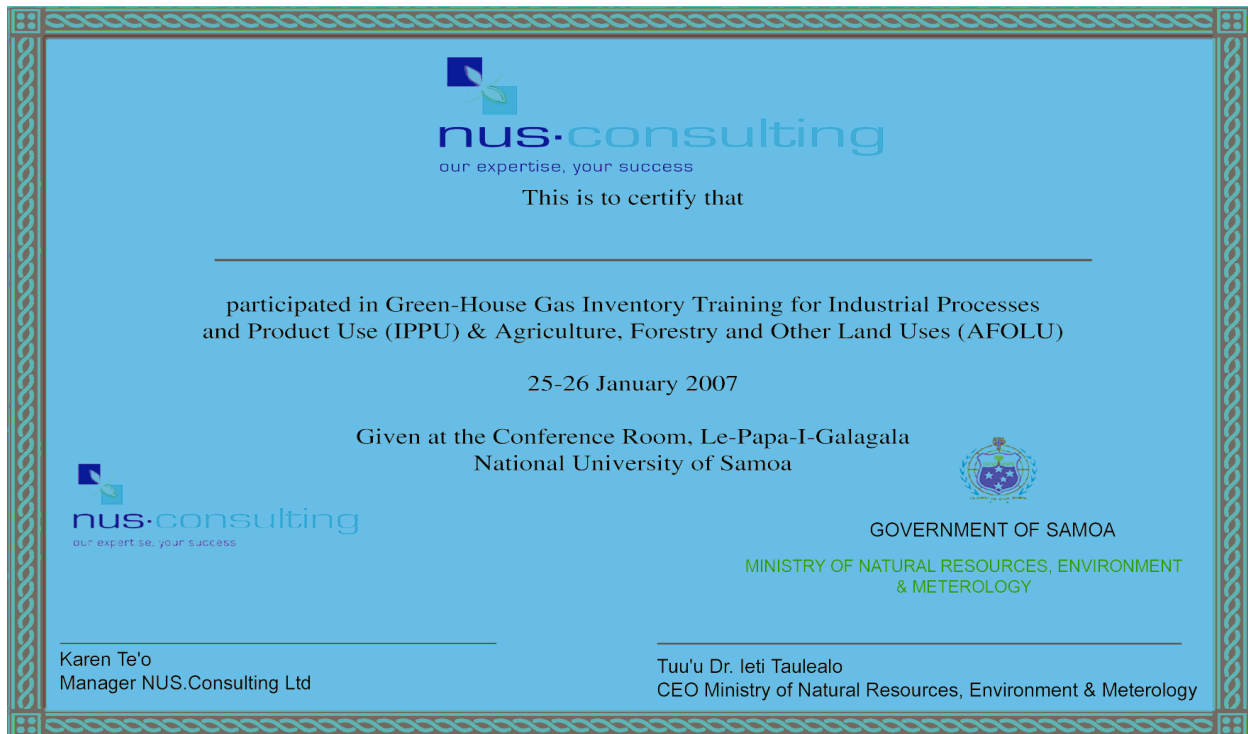 nus·consulting
our expertise, your success
This is to certify that
participated in Green-House Gas Inventory Training for Industrial Processes
and Product Use (IPPU) & Agriculture, Forestry and Other Land Uses (AFOLU)
25-26 January 2007
Given at the Conference Room, Le-Papa-I-Galagala
National University of Samoa
nus·consulting
our expertise, your success
GOVERNMENT OF SAMOA
MINISTRY OF NATURAL RESOURCES, ENVIRONMENT
& METEROLOGY
Karen Te'o
Manager NUS.Consulting Ltd
Tuu'u Dr. Ieti Taulealo
CEO Ministry of Natural Resources, Environment & Meterology